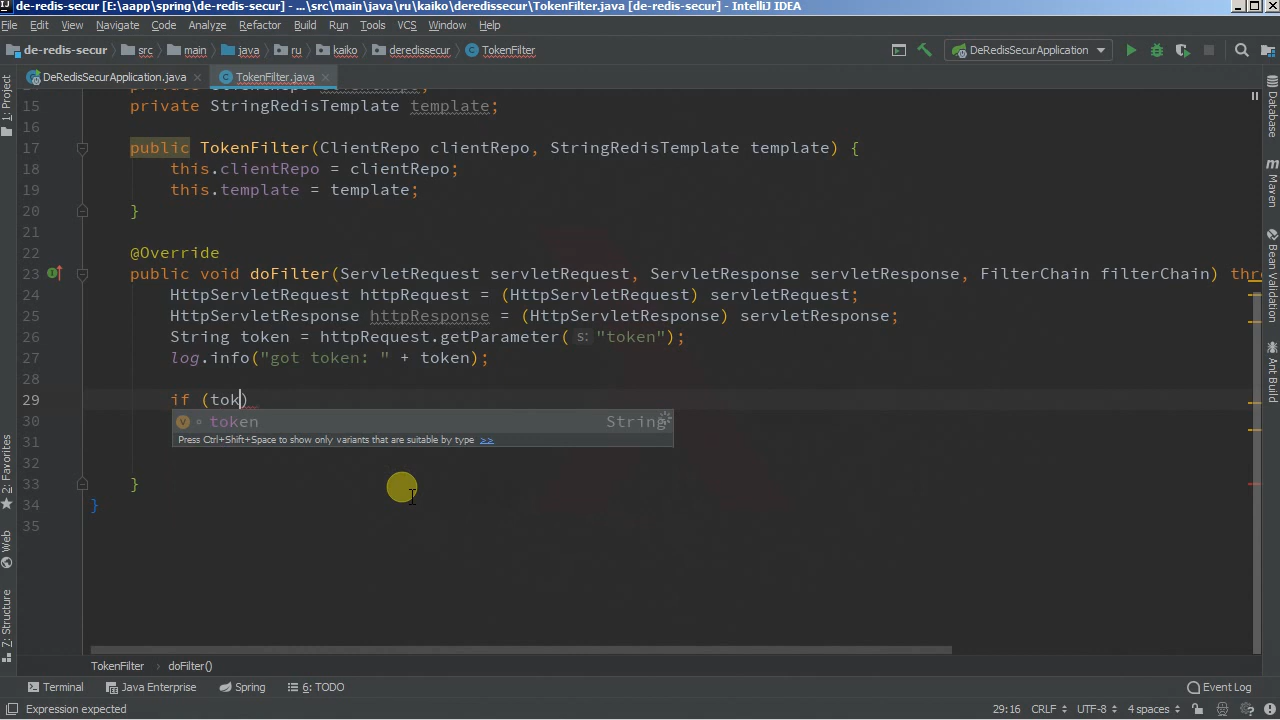 de-redis-secur [E:\aapp\spring\de-redis-secur] - ...\src\main\java\ru\kaiko\deredissecur\TokenFilter.java [de-redis-secur] - IntelliJ IDEA
File Edit View Navigate Code Analyze Refactor Build Run Tools VCS Window Help
de-redis-secur src main java ru kaiko deredissecur TokenFilter DeRedisSecurApplication
DeRedisSecurApplication.java TokenFilter.java
15 private StringRedisTemplate template;
16
17 public TokenFilter(ClientRepo clientRepo, StringRedisTemplate template) {
18 this.clientRepo = clientRepo;
19 this.template = template;
20 }
21
22 @Override
23 public void doFilter(ServletRequest servletRequest, ServletResponse servletResponse, FilterChain filterChain) thr
24 HttpServletRequest httpRequest = (HttpServletRequest) servletRequest;
25 HttpServletResponse httpResponse = (HttpServletResponse) servletResponse;
26 String token = httpRequest.getParameter( s: "token");
27 log.info("got token: " + token);
28
29 if (tok)
30 v token String
Press Ctrl+Shift+Space to show only variants that are suitable by type >>
31
32
33 }
34 }
35
1: Project
2: Favorites
Web
7: Structure
Database
Maven
Bean Validation
Ant Build
TokenFilter doFilter()
Terminal Java Enterprise Spring 6: TODO Event Log
Expression expected 29:16 CRLF UTF-8 4 spaces